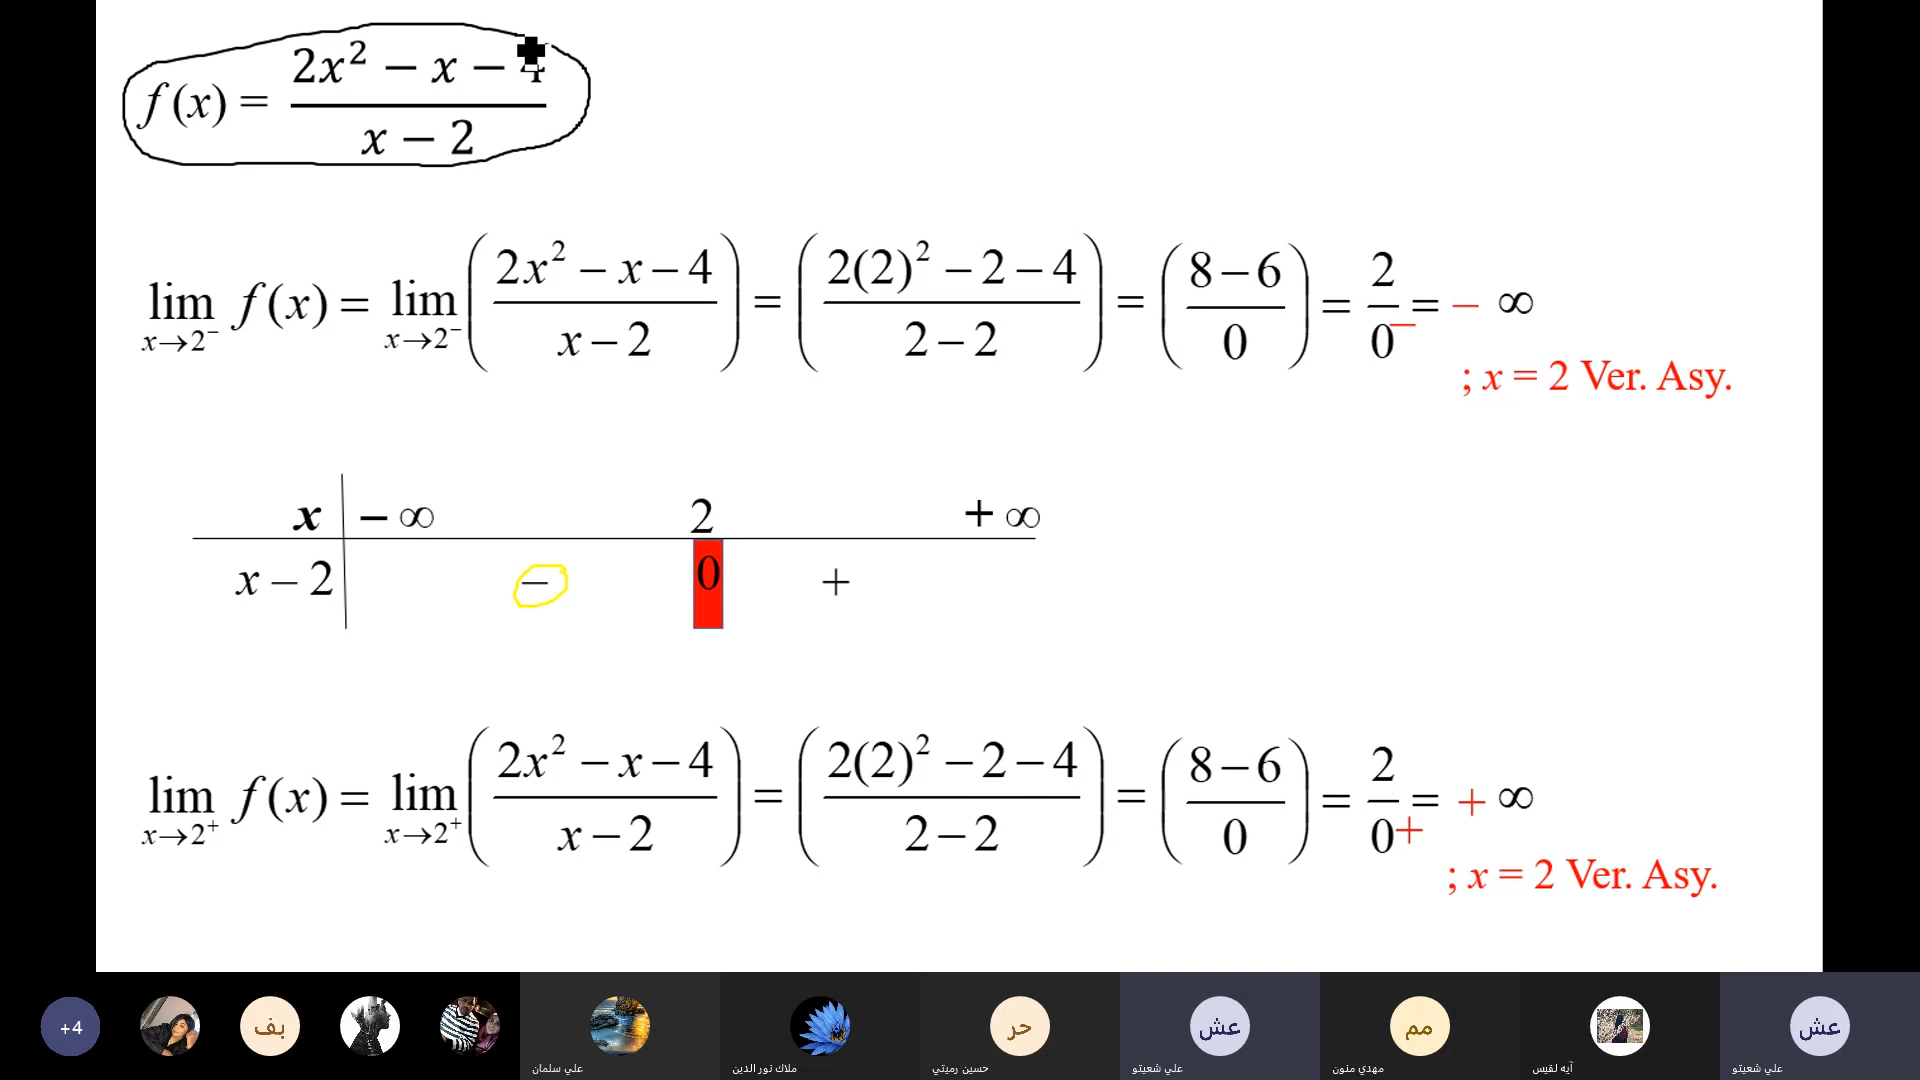 f(x) = (2x² − x − 4)/(x − 2)
lim_{x→2⁻} f(x) = lim_{x→2⁻} ((2x² − x − 4)/(x − 2)) = ((2(2)² − 2 − 4)/(2 − 2)) = ((8 − 6)/0) = 2/0⁻ = − ∞
; x = 2 Ver. Asy.
x − ∞ 2 + ∞
x − 2 − 0 +
lim_{x→2⁺} f(x) = lim_{x→2⁺} ((2x² − x − 4)/(x − 2)) = ((2(2)² − 2 − 4)/(2 − 2)) = ((8 − 6)/0) = 2/0⁺ = + ∞
; x = 2 Ver. Asy.
+4 بف حر عش مم عش
علي سلمان ملاك نور الدين حسين رميتي علي شعيتو مهدي منون آيه لقيس علي شعيتو